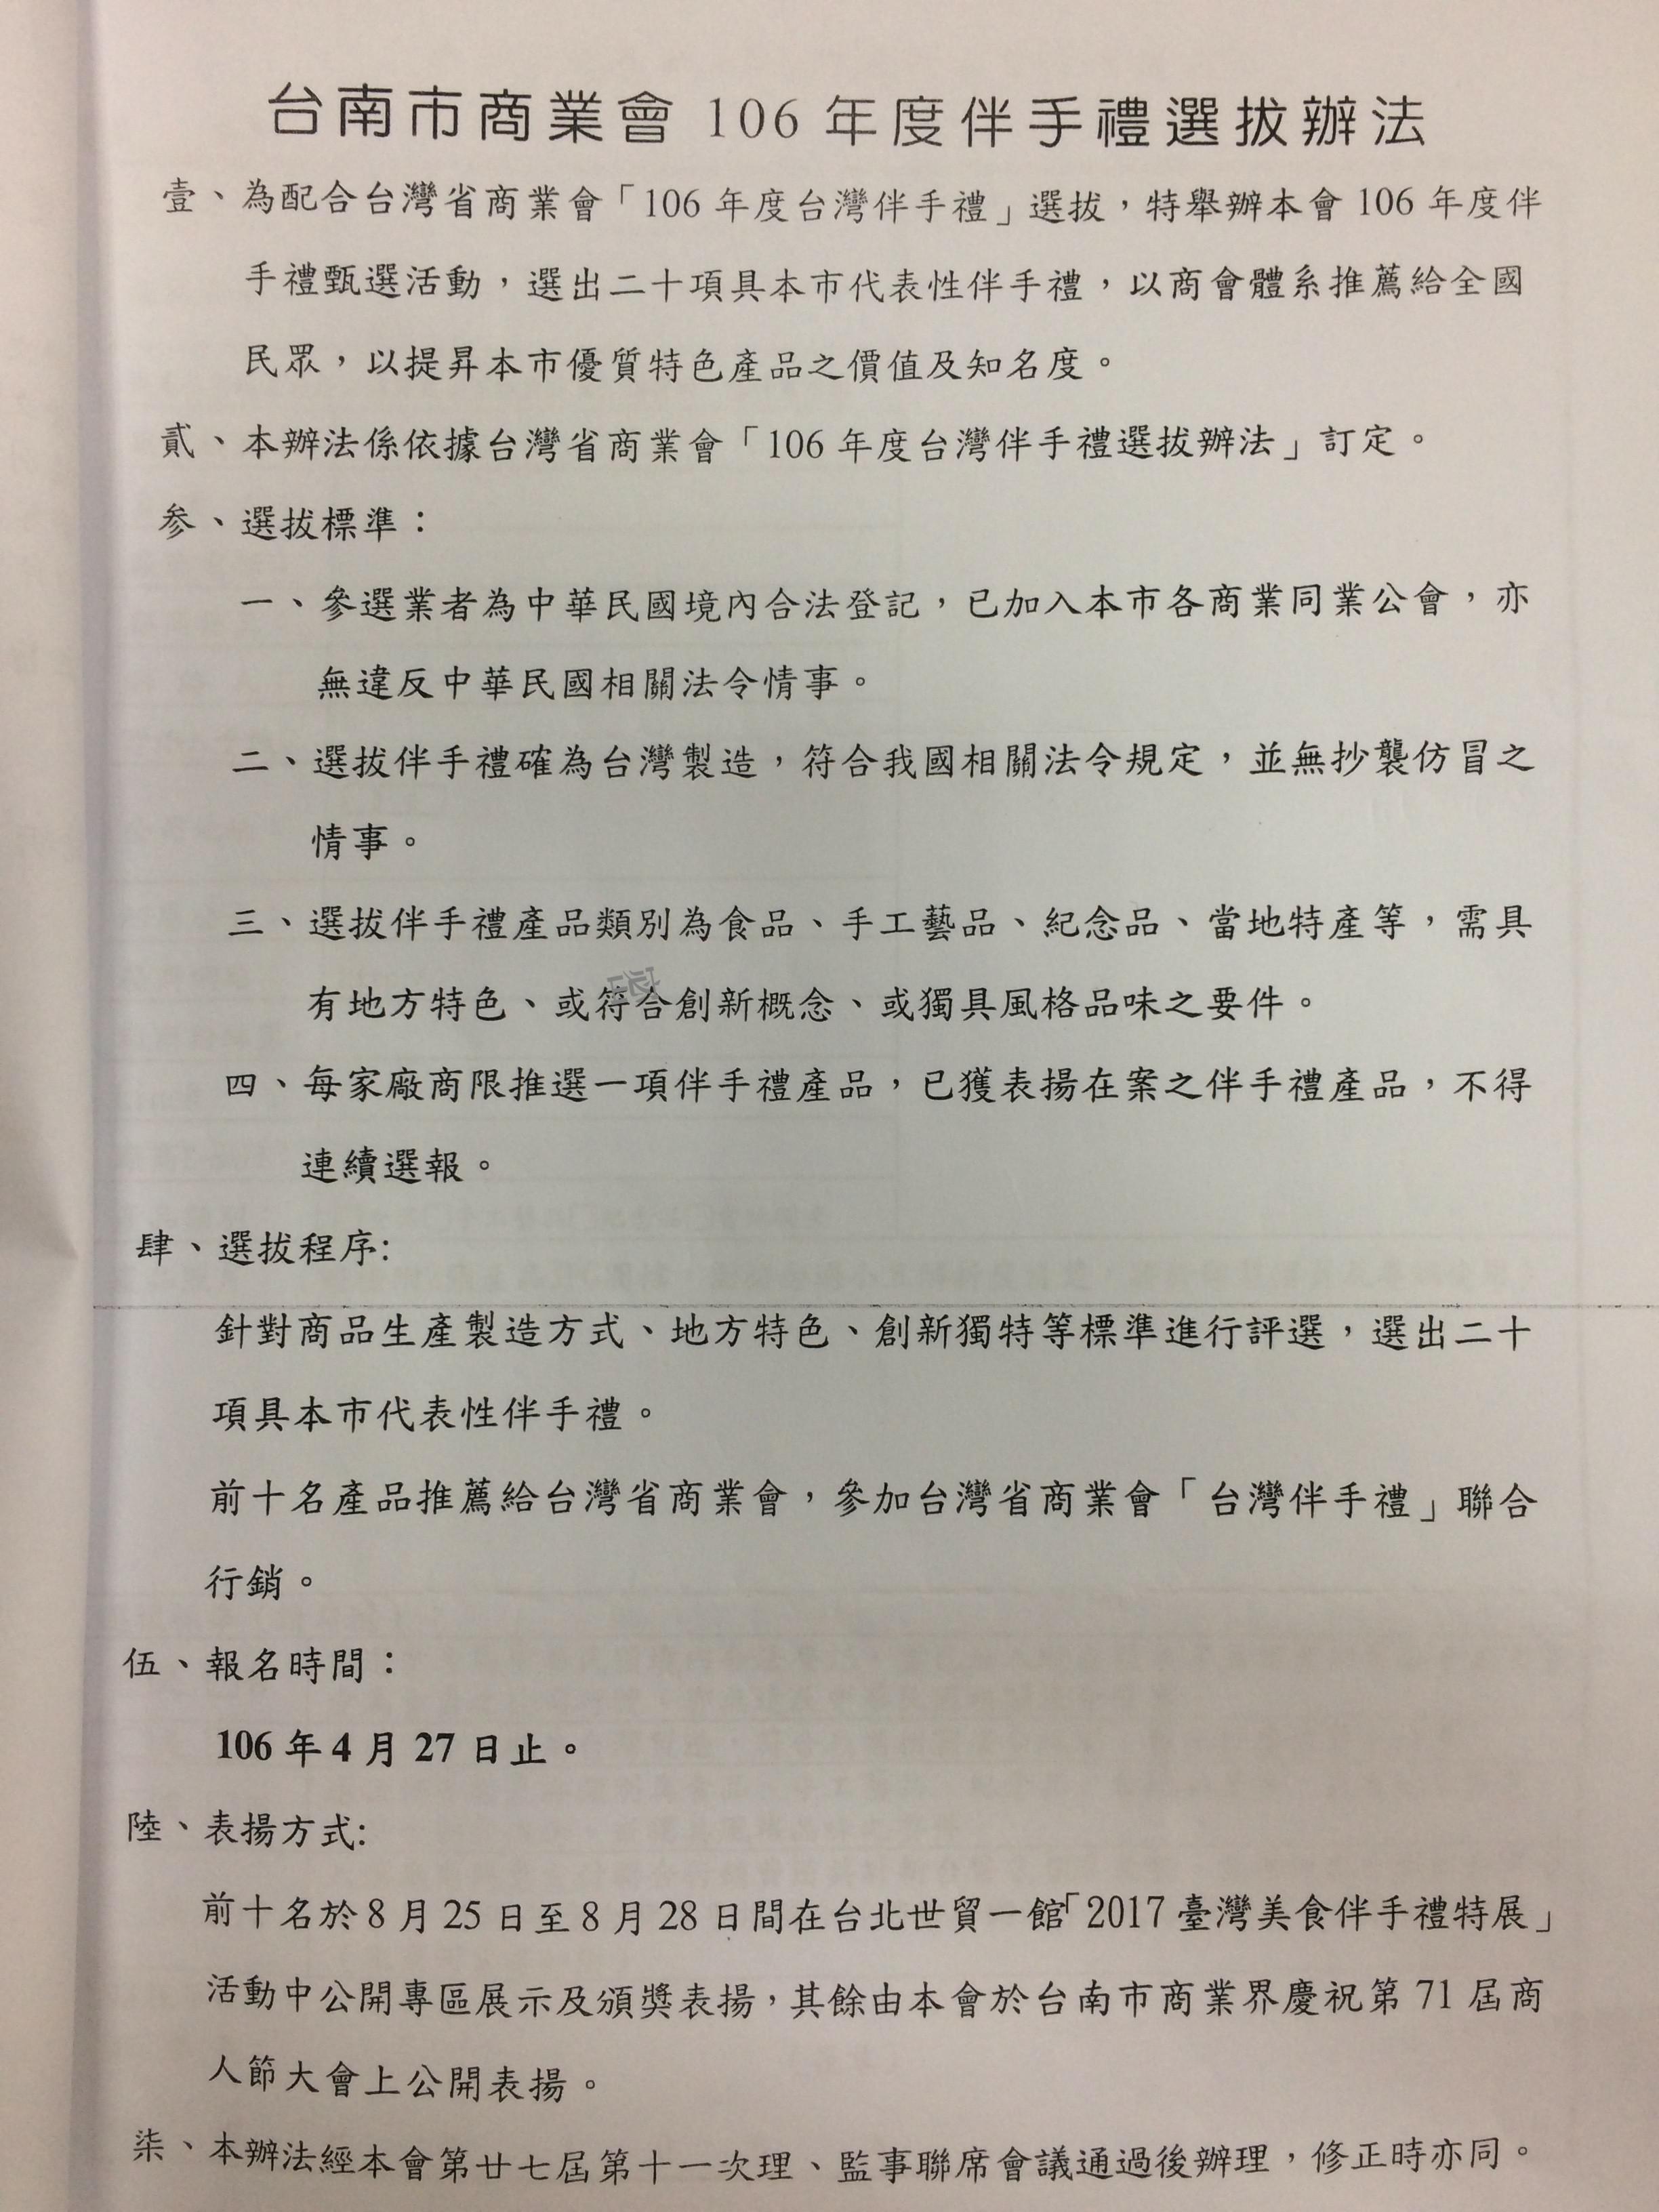 台南市商業會 106 年度伴手禮選拔辦法
壹、為配合台灣省商業會「106 年度台灣伴手禮」選拔，特舉辦本會 106 年度伴
手禮甄選活動，選出二十項具本市代表性伴手禮，以商會體系推薦給全國
民眾，以提昇本市優質特色產品之價值及知名度。
貳、本辦法係依據台灣省商業會「106 年度台灣伴手禮選拔辦法」訂定。
參、選拔標準：
一、參選業者為中華民國境內合法登記，已加入本市各商業同業公會，亦
無違反中華民國相關法令情事。
二、選拔伴手禮確為台灣製造，符合我國相關法令規定，並無抄襲仿冒之
情事。
三、選拔伴手禮產品類別為食品、手工藝品、紀念品、當地特產等，需具
有地方特色、或符合創新概念、或獨具風格品味之要件。
四、每家廠商限推選一項伴手禮產品，已獲表揚在案之伴手禮產品，不得
連續選報。
肆、選拔程序:
針對商品生產製造方式、地方特色、創新獨特等標準進行評選，選出二十
項具本市代表性伴手禮。
前十名產品推薦給台灣省商業會，參加台灣省商業會「台灣伴手禮」聯合
行銷。
伍、報名時間：
106 年 4 月 27 日止。
陸、表揚方式:
前十名於 8 月 25 日至 8 月 28 日間在台北世貿一館「2017 臺灣美食伴手禮特展」
活動中公開專區展示及頒獎表揚，其餘由本會於台南市商業界慶祝第 71 屆商
人節大會上公開表揚。
柒、本辦法經本會第廿七屆第十一次理、監事聯席會議通過後辦理，修正時亦同。